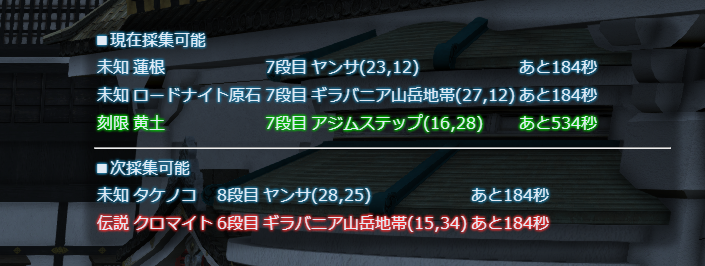 ■現在採集可能
未知 蓮根 7段目 ヤンサ(23,12) あと184秒
未知 ロードナイト原石 7段目 ギラバニア山岳地帯(27,12) あと184秒
刻限 黄土 7段目 アジムステップ(16,28) あと534秒
■次採集可能
未知 タケノコ 8段目 ヤンサ(28,25) あと184秒
伝説 クロマイト 6段目 ギラバニア山岳地帯(15,34) あと184秒